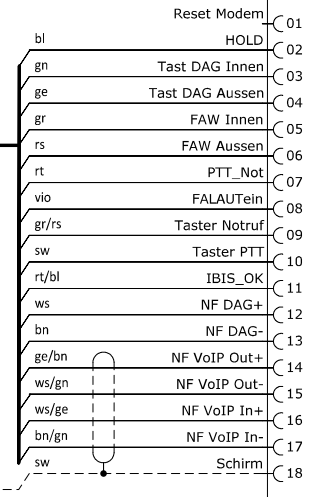 Reset Modem 01
bl HOLD 02
gn Tast DAG Innen 03
ge Tast DAG Aussen 04
gr FAW Innen 05
rs FAW Aussen 06
rt PTT_Not 07
vio FALAUTein 08
gr/rs Taster Notruf 09
sw Taster PTT 10
rt/bl IBIS_OK 11
ws NF DAG+ 12
bn NF DAG- 13
ge/bn NF VoIP Out+ 14
ws/gn NF VoIP Out- 15
ws/ge NF VoIP In+ 16
bn/gn NF VoIP In- 17
sw Schirm 18